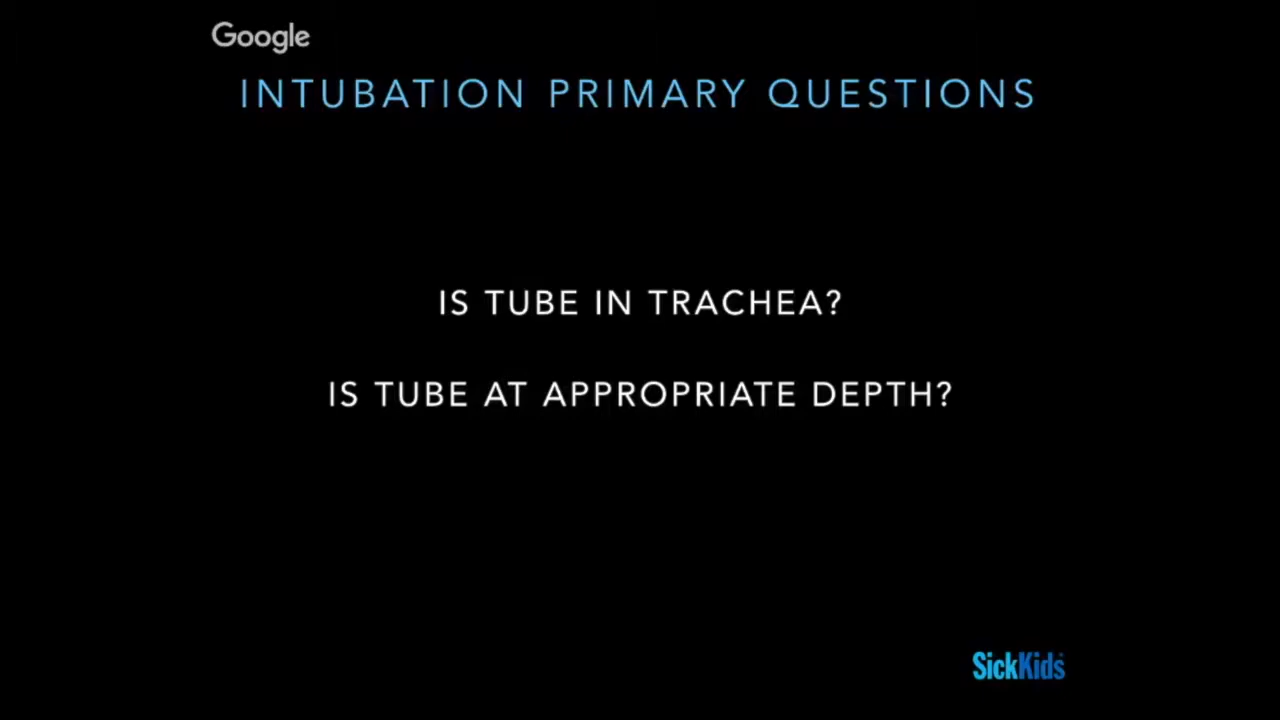 Google
INTUBATION PRIMARY QUESTIONS
IS TUBE IN TRACHEA?
IS TUBE AT APPROPRIATE DEPTH?
SickKids